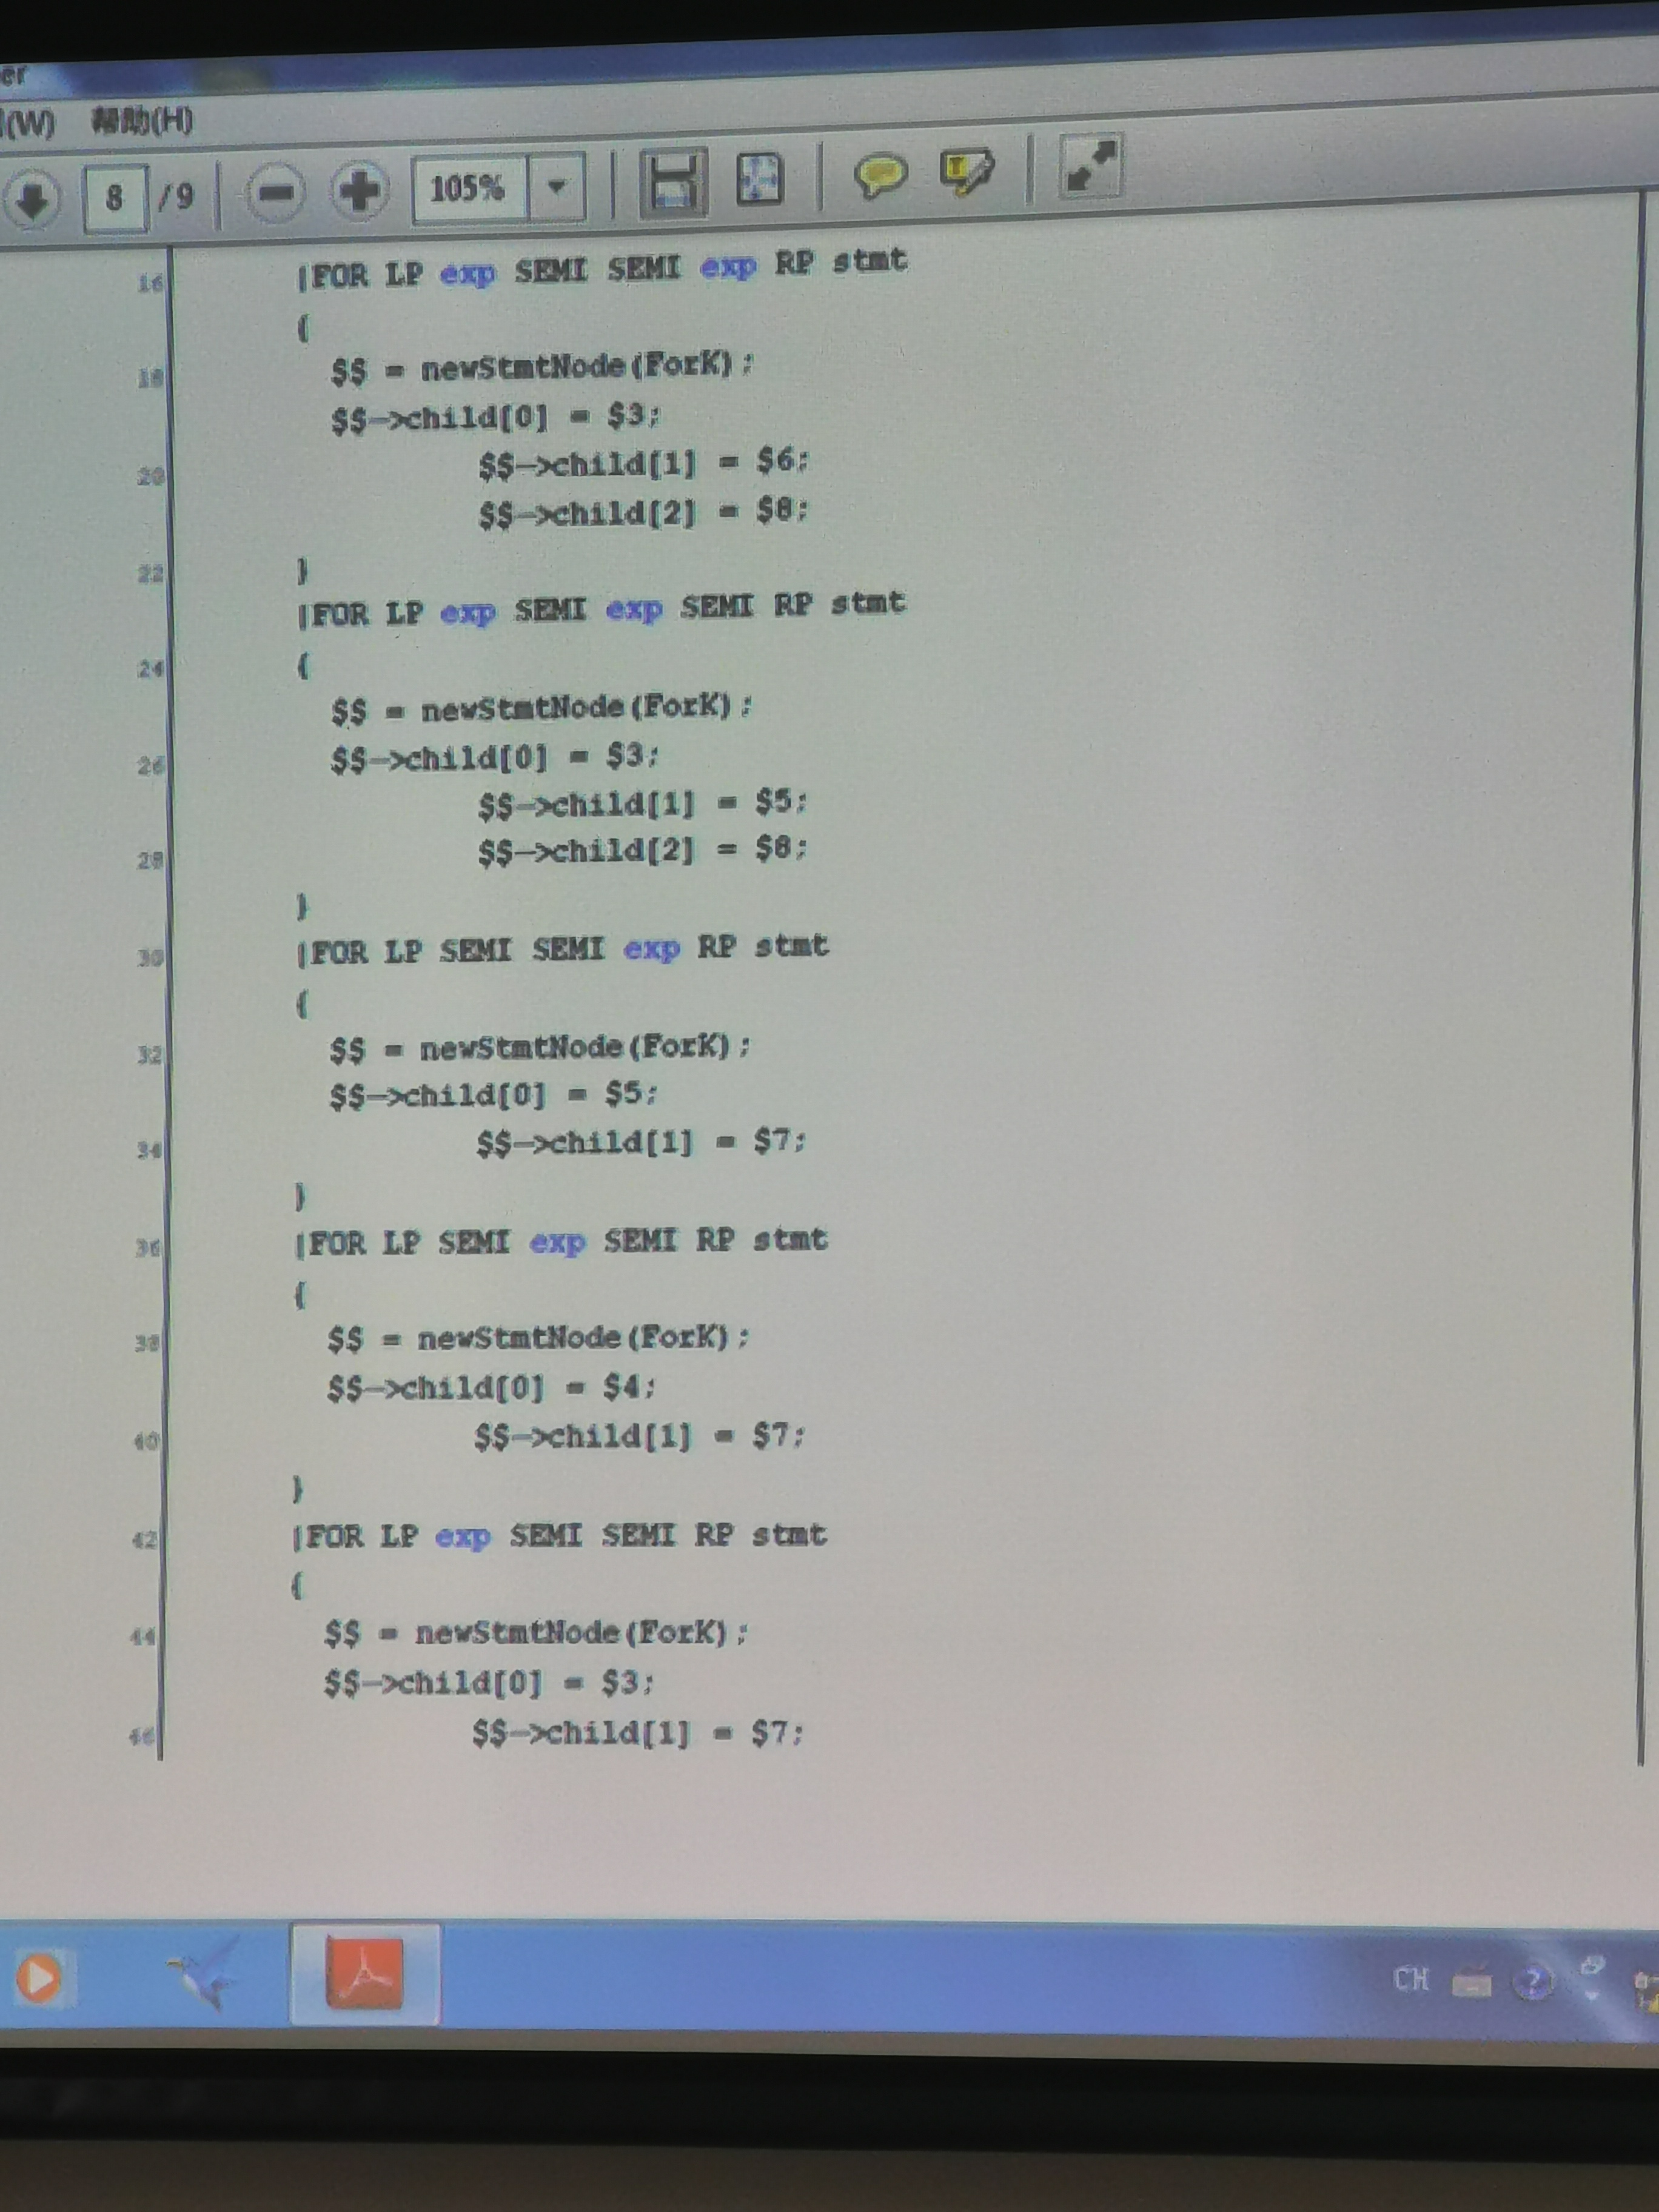 er
(W) 帮助(H)
8 / 9 105%
16 |FOR LP exp SEMI SEMI exp RP stmt
{
18 $$ = newStmtNode(ForK);
$$->child[0] = $3;
20 $$->child[1] = $6;
$$->child[2] = $8;
22 }
|FOR LP exp SEMI exp SEMI RP stmt
24 {
$$ = newStmtNode(ForK);
26 $$->child[0] = $3;
$$->child[1] = $5;
28 $$->child[2] = $8;
}
30 |FOR LP SEMI SEMI exp RP stmt
{
32 $$ = newStmtNode(ForK);
$$->child[0] = $5;
34 $$->child[1] = $7;
}
36 |FOR LP SEMI exp SEMI RP stmt
{
38 $$ = newStmtNode(ForK);
$$->child[0] = $4;
40 $$->child[1] = $7;
}
42 |FOR LP exp SEMI SEMI RP stmt
{
44 $$ = newStmtNode(ForK);
$$->child[0] = $3;
46 $$->child[1] = $7;
CH